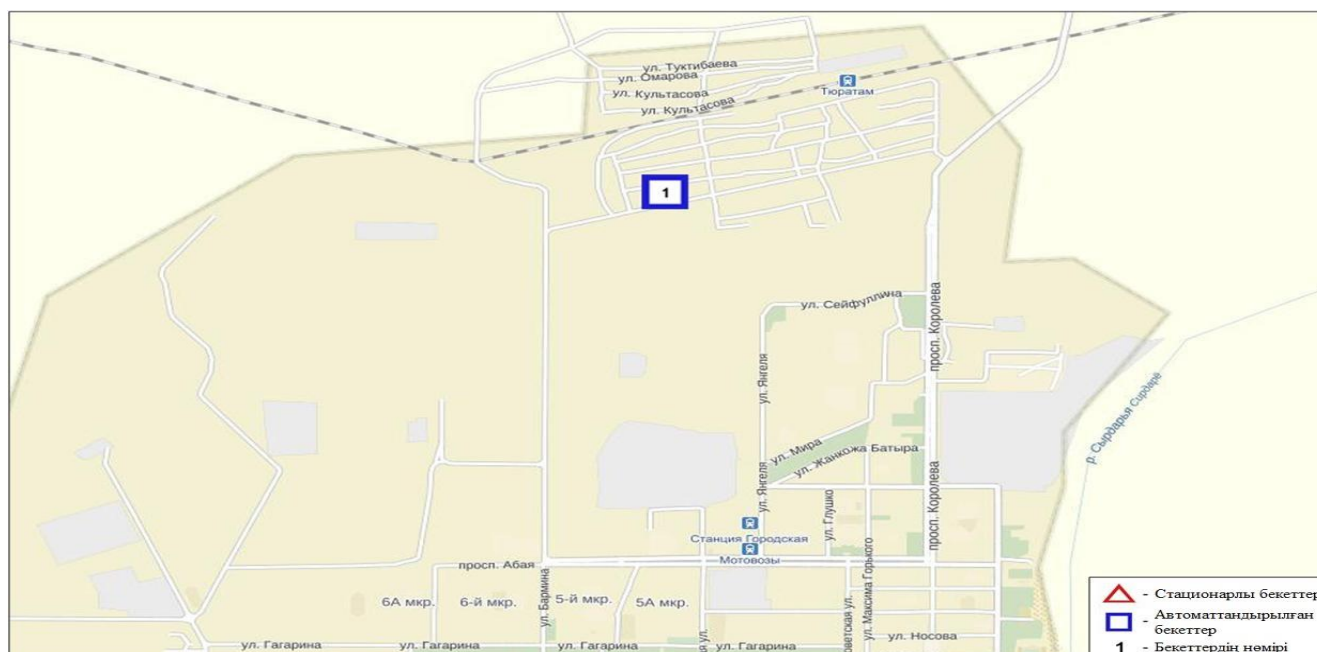 ул. Туктибаева
ул. Омарова
ул. Культасова
ул. Культасова
Тюратам
1
ул. Сейфуллина
просп. Королева
ул. Янгеля
р. Сырдарья Сирдарё
ул. Мира
ул. Жанкожа Батыра
ул. Янгеля
ул. Глушко
просп. Королева
Станция Городская
Мотовозы
просп. Абая
ул. Максима Горького
6А мкр.
6-й мкр.
5-й мкр.
5А мкр.
ул. Бармина
ул. Носова
ул. Гагарина
ул. Гагарина
ул. Гагарина
ул. Гагарина
- Стационарлы бекеттер
- Автоматтандырылған
бекеттер
1 - Бекеттердің нөмірі